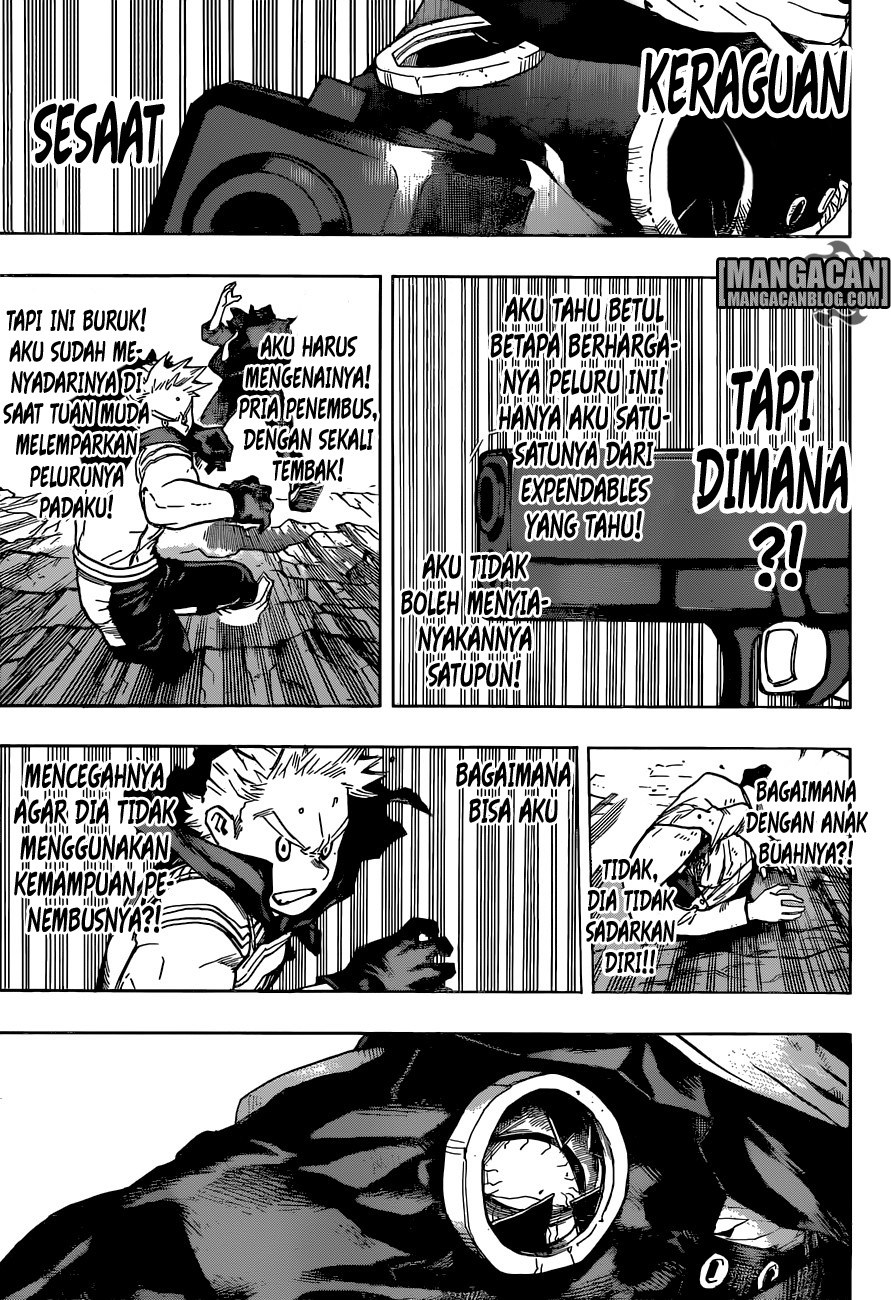 KERAGUAN
SESAAT
[MANGACAN]
MANGACANBLOG.COM
TAPI
DIMANA
?!
AKU TAHU BETUL
BETAPA BERHARGA-
NYA PELURU INI!
HANYA AKU SATU-
SATUNYA DARI
EXPENDABLES
YANG TAHU!
AKU TIDAK
BOLEH MENYIA-
NYAKANNYA
SATUPUN!
AKU HARUS
MENGENAINYA!
PRIA PENEMBUS,
DENGAN SEKALI
TEMBAK!
TAPI INI BURUK!
AKU SUDAH ME-
NYADARINYA DI
SAAT TUAN MUDA
MELEMPARKAN
PELURUNYA
PADAKU!
BAGAIMANA
DENGAN ANAK
BUAHNYA?!
TIDAK,
DIA TIDAK
SADARKAN
DIRI!!
BAGAIMANA
BISA AKU
MENCEGAHNYA
AGAR DIA TIDAK
MENGGUNAKAN
KEMAMPUAN PE-
NEMBUSNYA?!